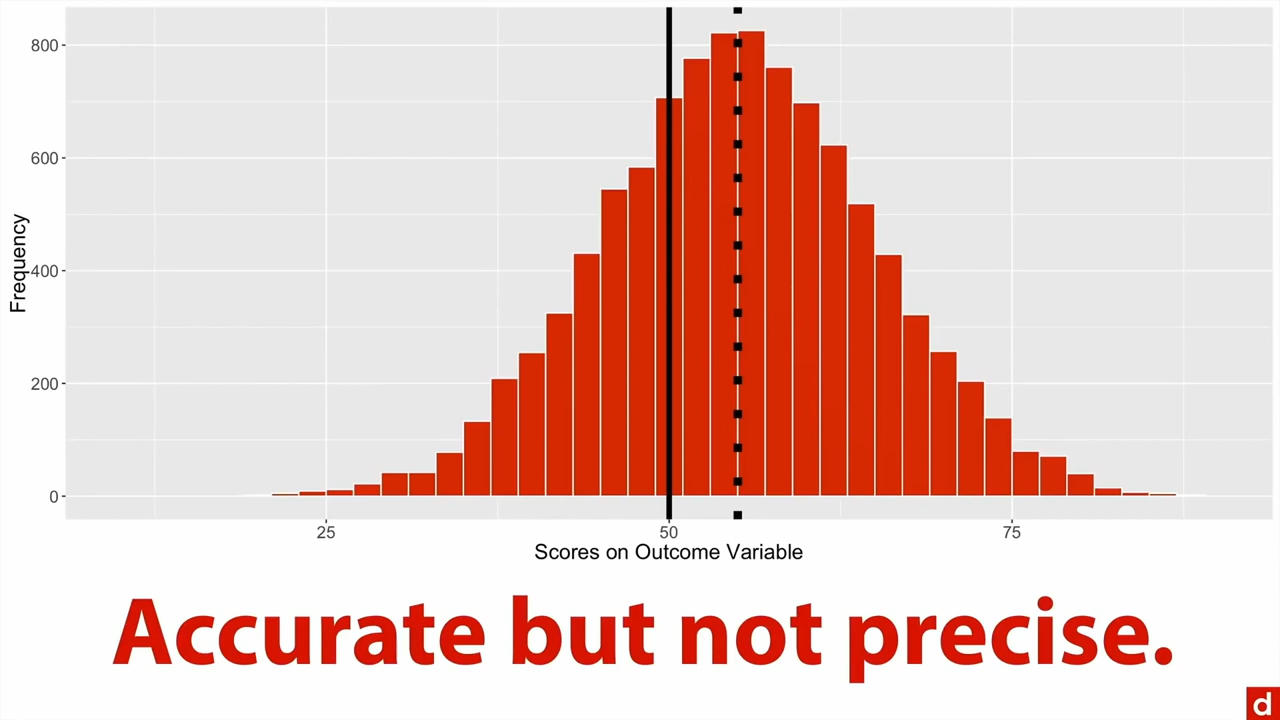 800
600
400
200
0
Frequency
25
50
75
Scores on Outcome Variable
Accurate but not precise.
d